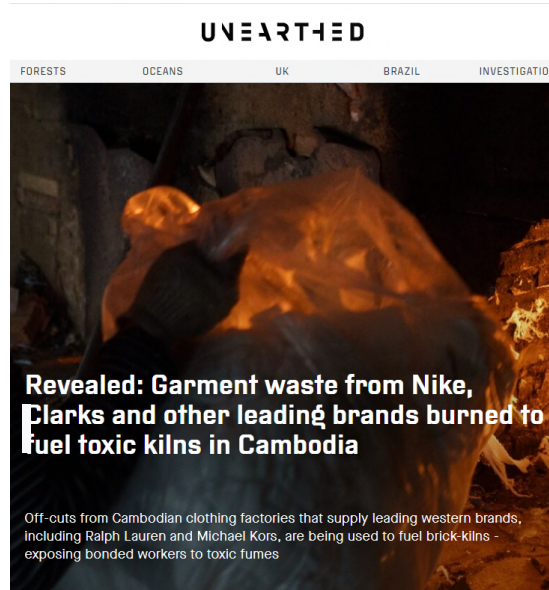 UNEARTHED
FORESTS OCEANS UK BRAZIL INVESTIGATIO
Revealed: Garment waste from Nike,
Clarks and other leading brands burned to
fuel toxic kilns in Cambodia
Off-cuts from Cambodian clothing factories that supply leading western brands,
including Ralph Lauren and Michael Kors, are being used to fuel brick-kilns -
exposing bonded workers to toxic fumes